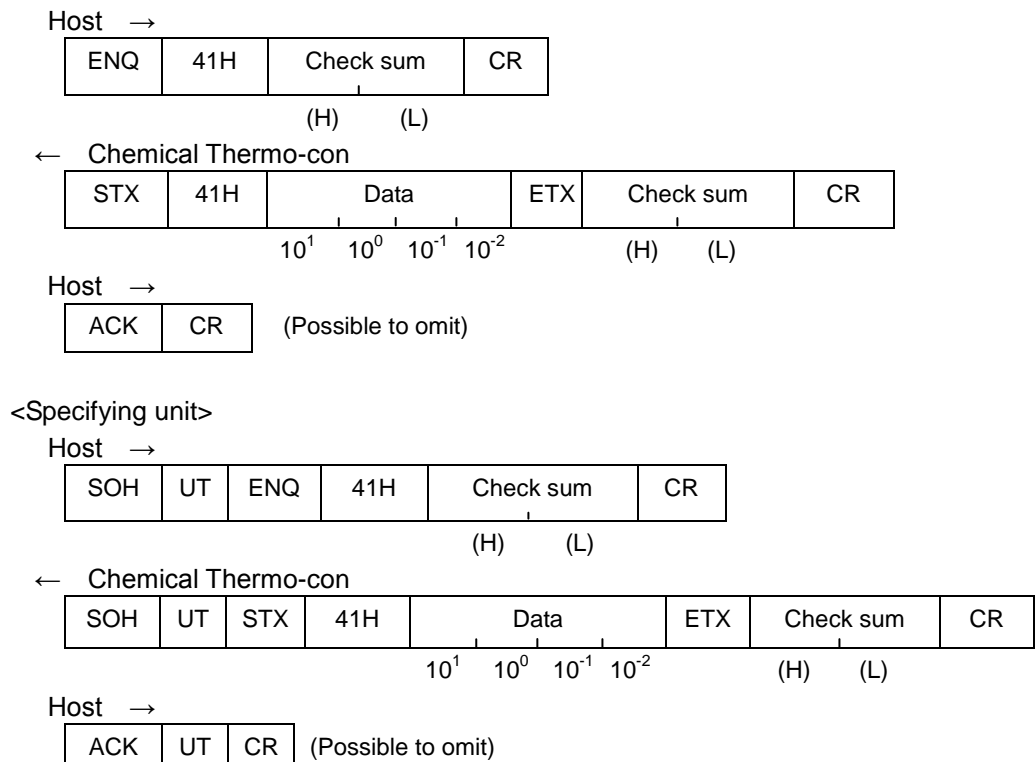 Host →
ENQ 41H Check sum CR
(H) (L)
← Chemical Thermo-con
STX 41H Data ETX Check sum CR
10¹ 10⁰ 10⁻¹ 10⁻² (H) (L)
Host →
ACK CR (Possible to omit)
<Specifying unit>
Host →
SOH UT ENQ 41H Check sum CR
(H) (L)
← Chemical Thermo-con
SOH UT STX 41H Data ETX Check sum CR
10¹ 10⁰ 10⁻¹ 10⁻² (H) (L)
Host →
ACK UT CR (Possible to omit)